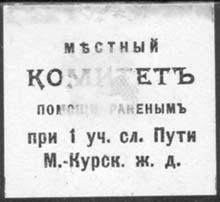 МѢСТНЫЙ
КОМИТЕТЪ
ПОМОЩИ РАНЕНЫМЪ
при 1 уч. сл. Пути
М.-Курск. ж. д.